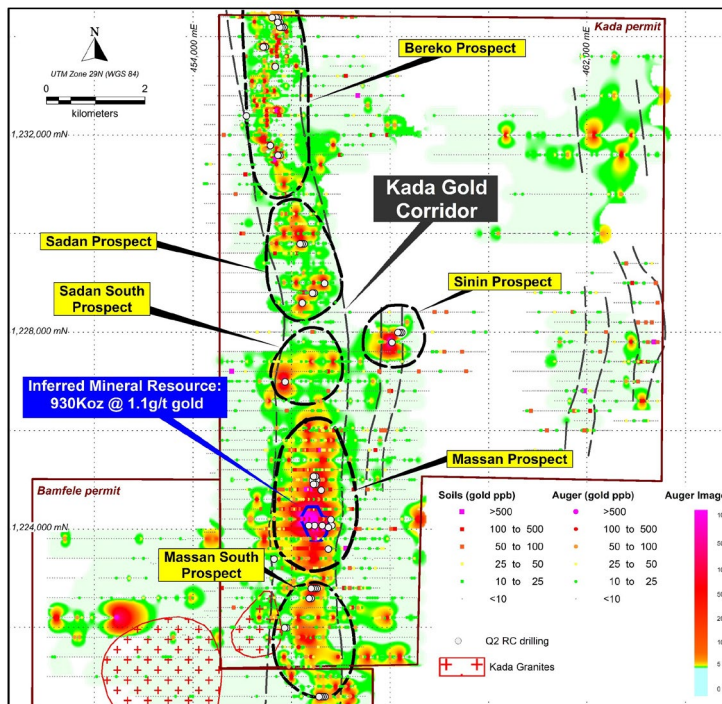 Kada permit
454,000 mE
462,000 mE
N
UTM Zone 29N (WGS 84)
0
2
kilometers
Bereko Prospect
1,232,000 mN
Kada Gold
Corridor
Sadan Prospect
Sadan South
Prospect
Sinin Prospect
1,228,000 mN
Inferred Mineral Resource:
930Koz @ 1.1g/t gold
Massan Prospect
Bamfele permit
1,224,000 mN
Massan South
Prospect
Soils (gold ppb)
>500
100 to 500
50 to 100
25 to 50
10 to 25
<10
Auger (gold ppb)
>500
100 to 500
50 to 100
25 to 50
10 to 25
<10
Q2 RC drilling
Kada Granites
Auger Imag